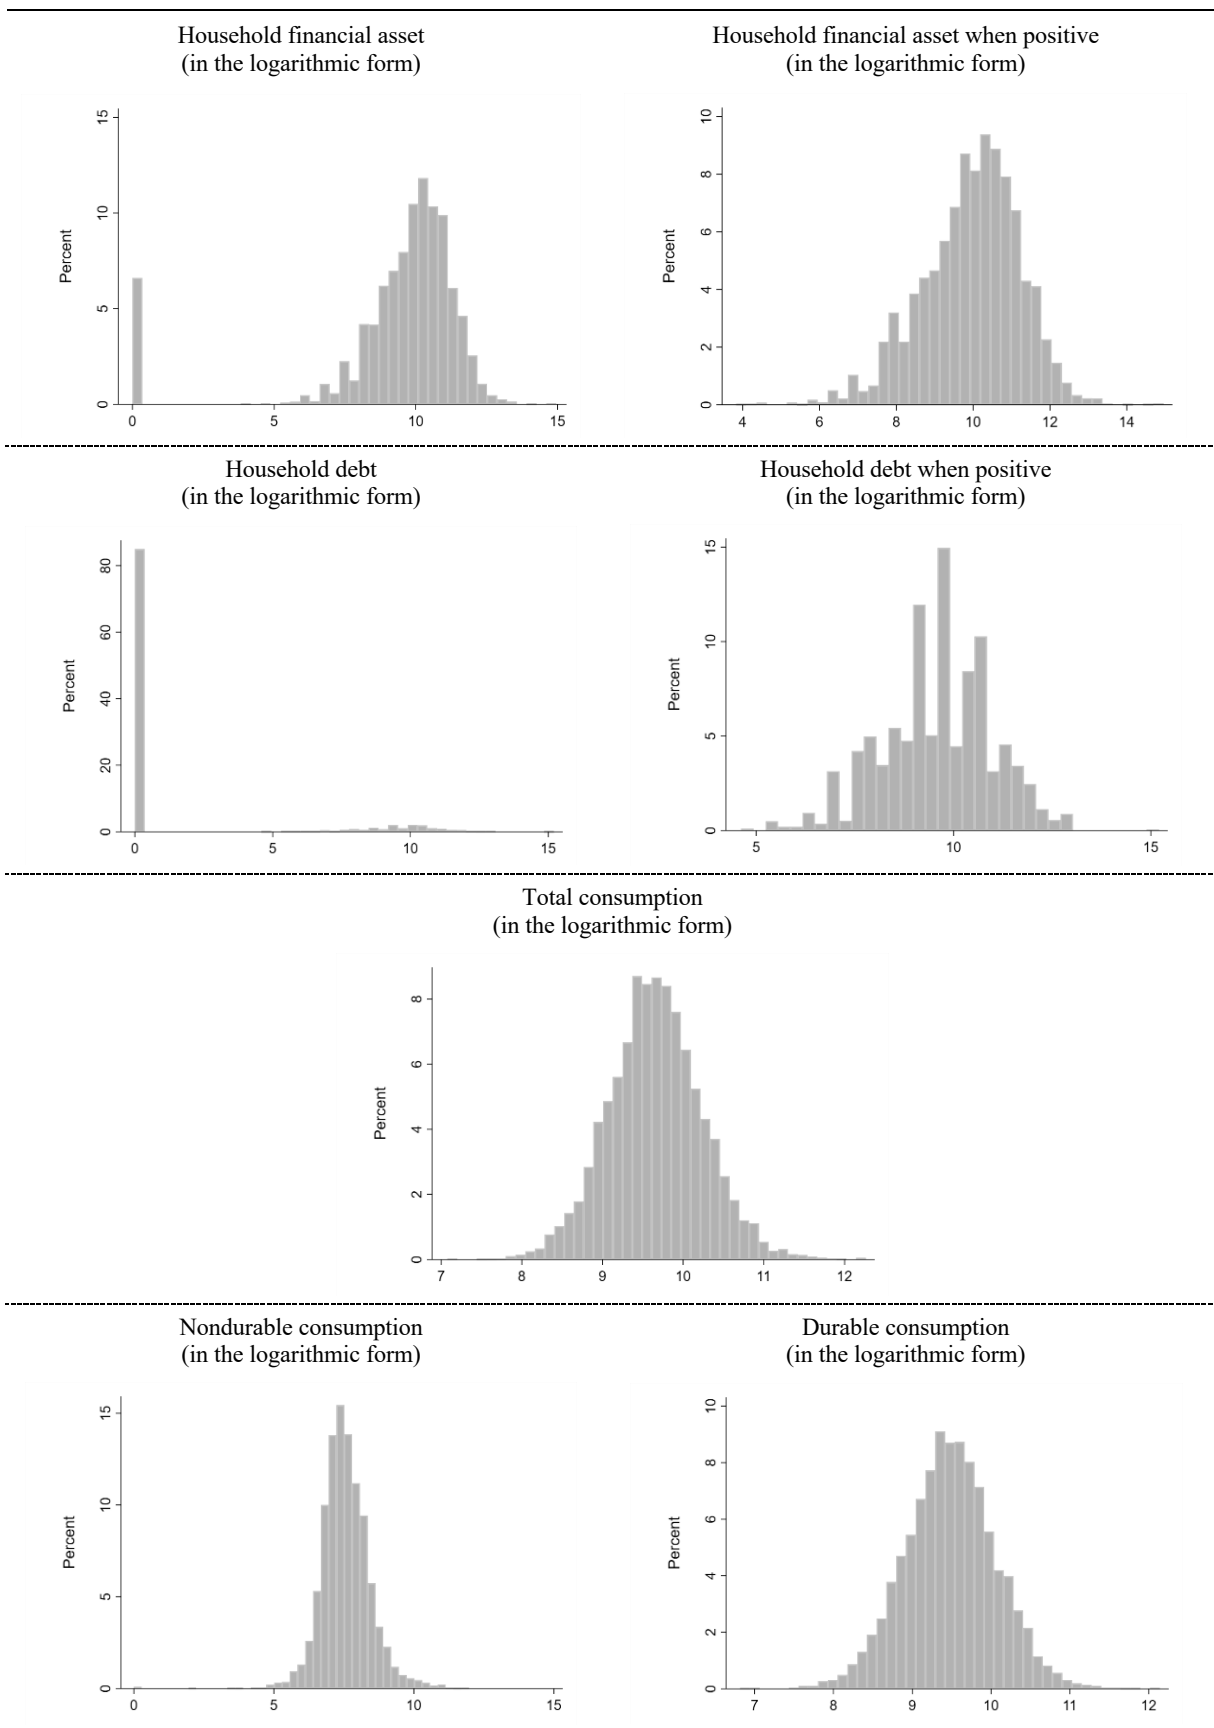 Household financial asset
(in the logarithmic form)
Percent
15
10
5
0
0 5 10 15
Household financial asset when positive
(in the logarithmic form)
Percent
10
8
6
4
2
0
4 6 8 10 12 14
Household debt
(in the logarithmic form)
Percent
80
60
40
20
0
0 5 10 15
Household debt when positive
(in the logarithmic form)
Percent
15
10
5
0
5 10 15
Total consumption
(in the logarithmic form)
Percent
8
6
4
2
0
7 8 9 10 11 12
Nondurable consumption
(in the logarithmic form)
Percent
15
10
5
0
0 5 10 15
Durable consumption
(in the logarithmic form)
Percent
10
8
6
4
2
0
7 8 9 10 11 12